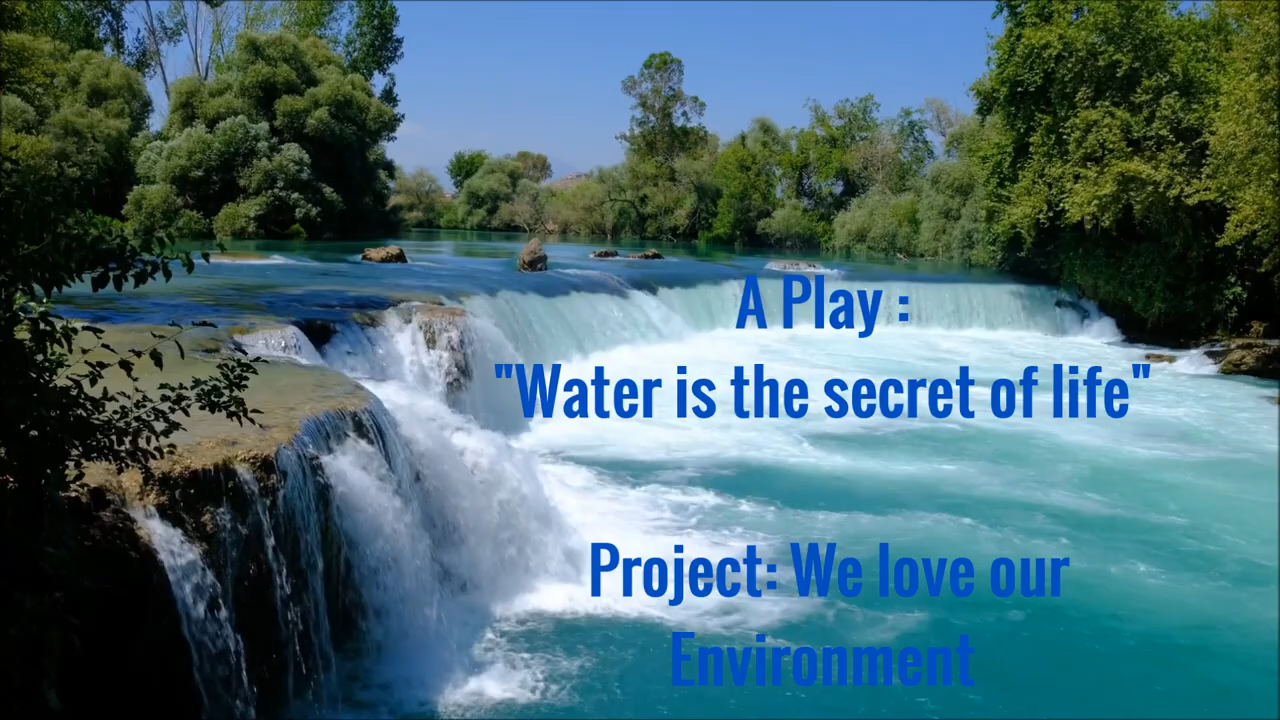 A Play :
"Water is the secret of life"
Project: We love our
Environment